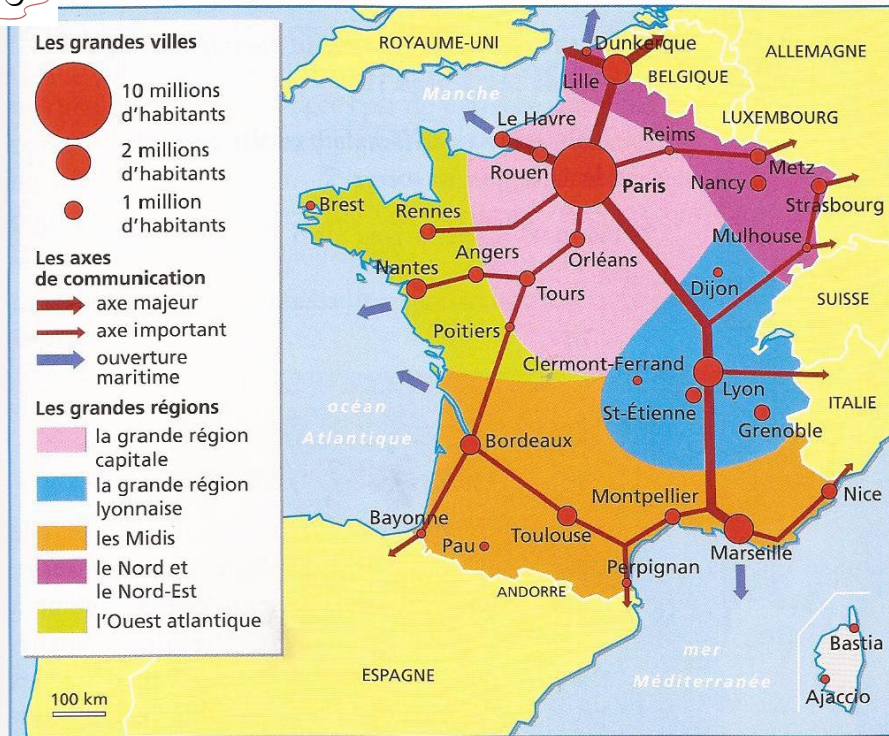 Les grandes villes
10 millions
d'habitants
2 millions
d'habitants
1 million
d'habitants
Les axes
de communication
axe majeur
axe important
ouverture
maritime
Les grandes régions
la grande région
capitale
la grande région
lyonnaise
les Midis
le Nord et
le Nord-Est
l'Ouest atlantique
100 km
ROYAUME-UNI
Dunkerque
ALLEMAGNE
Lille
BELGIQUE
Manche
Le Havre
LUXEMBOURG
Reims
Rouen
Metz
Paris
Nancy
Strasbourg
Brest
Rennes
Mulhouse
Angers
Orléans
Nantes
Dijon
Tours
SUISSE
Poitiers
Clermont-Ferrand
Lyon
océan
Atlantique
St-Étienne
ITALIE
Grenoble
Bordeaux
Montpellier
Nice
Bayonne
Toulouse
Pau
Marseille
Perpignan
ANDORRE
mer
Méditerranée
Bastia
ESPAGNE
Ajaccio